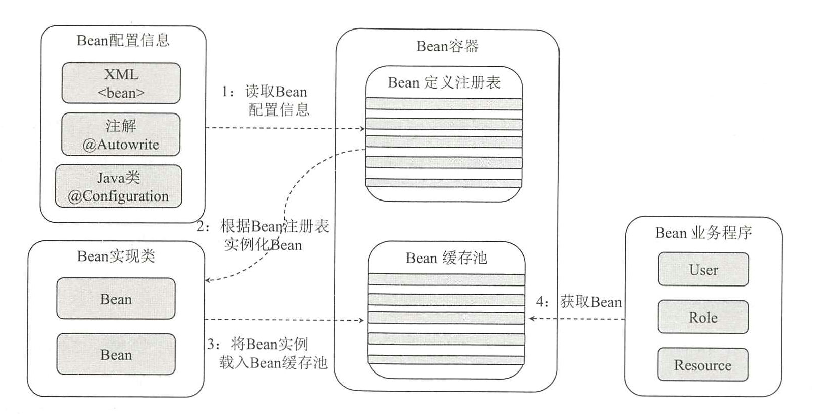 Bean配置信息
XML
<bean>
注解
@Autowrite
Java类
@Configuration
1：读取Bean
配置信息
Bean容器
Bean 定义注册表
2：根据Bean注册表
实例化Bean
Bean实现类
Bean
Bean
3：将Bean实例
载入Bean缓存池
Bean 缓存池
4：获取Bean
Bean 业务程序
User
Role
Resource